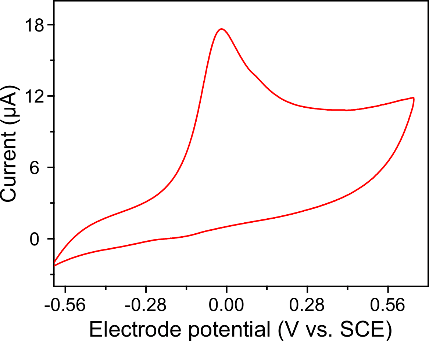 18
12
6
0
Current (μA)
-0.56 -0.28 0.00 0.28 0.56
Electrode potential (V vs. SCE)